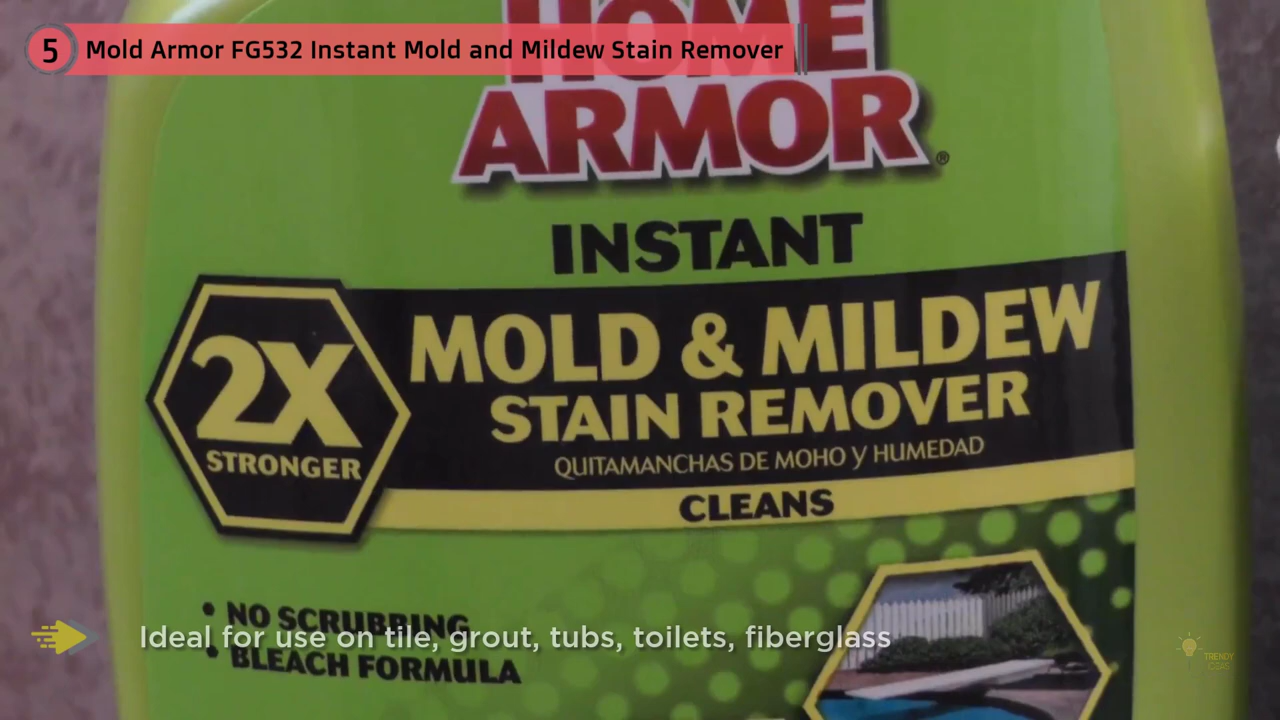 5 Mold Armor FG532 Instant Mold and Mildew Stain Remover
HOME
ARMOR®
INSTANT
2X
STRONGER
MOLD & MILDEW
STAIN REMOVER
QUITAMANCHAS DE MOHO y HUMEDAD
CLEANS
• NO SCRUBBING
• BLEACH FORMULA
Ideal for use on tile, grout, tubs, toilets, fiberglass
TRENDY